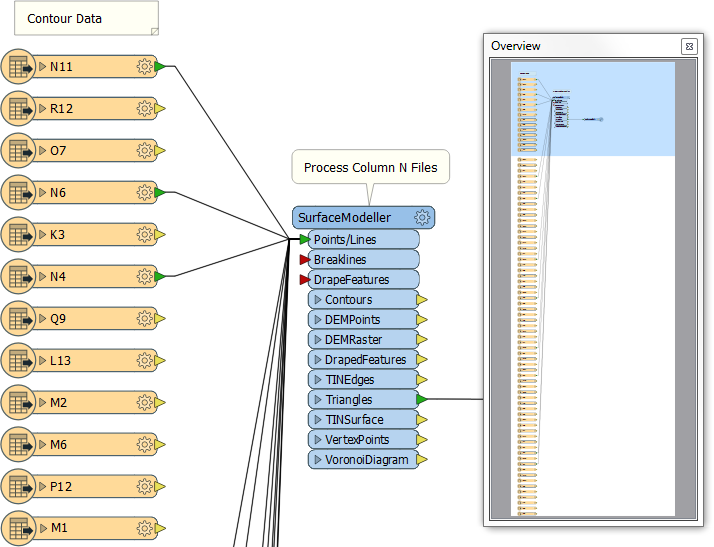 Contour Data
N11
R12
O7
N6
K3
N4
Q9
L13
M2
M6
P12
M1
Process Column N Files
SurfaceModeller
Points/Lines
Breaklines
DrapeFeatures
Contours
DEMPoints
DEMRaster
DrapedFeatures
TINEdges
Triangles
TINSurface
VertexPoints
VoronoiDiagram
Overview